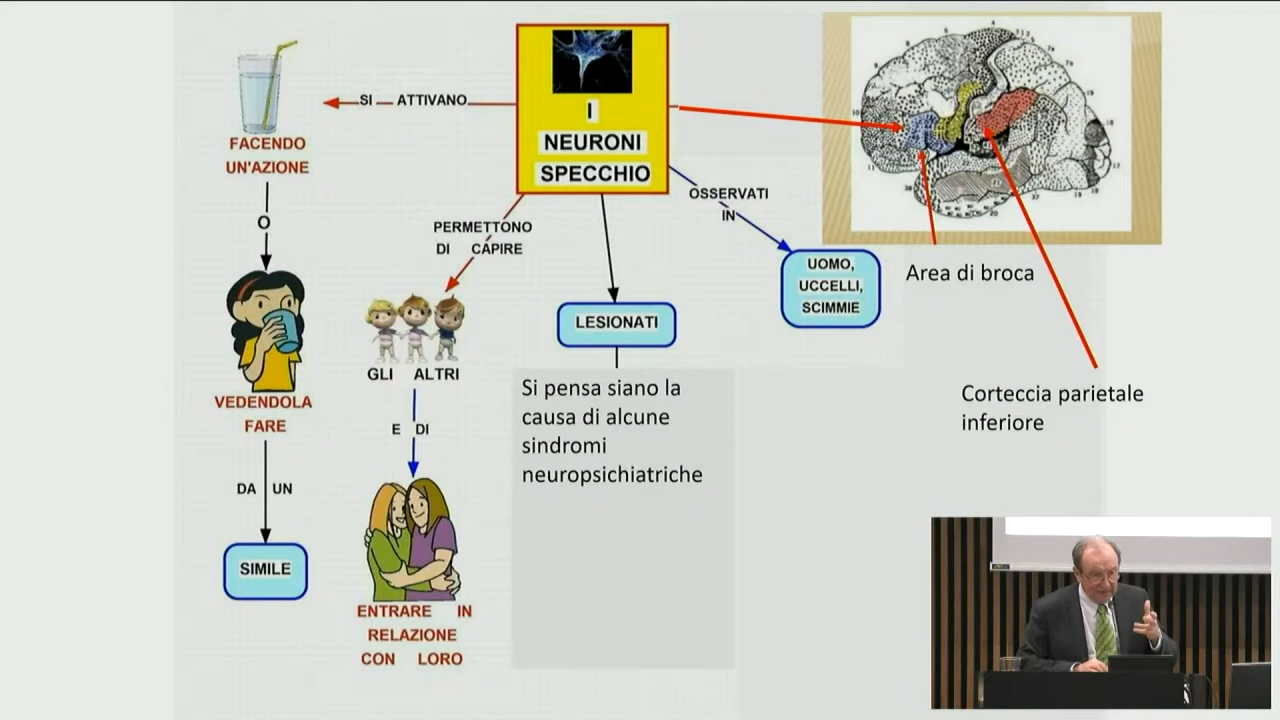 I
NEURONI
SPECCHIO
SI ATTIVANO
FACENDO
UN'AZIONE
O
VEDENDOLA
FARE
DA UN
SIMILE
PERMETTONO
DI CAPIRE
GLI ALTRI
E DI
ENTRARE IN
RELAZIONE
CON LORO
LESIONATI
Si pensa siano la
causa di alcune
sindromi
neuropsichiatriche
OSSERVATI
IN
UOMO,
UCCELLI,
SCIMMIE
Area di broca
Corteccia parietale
inferiore